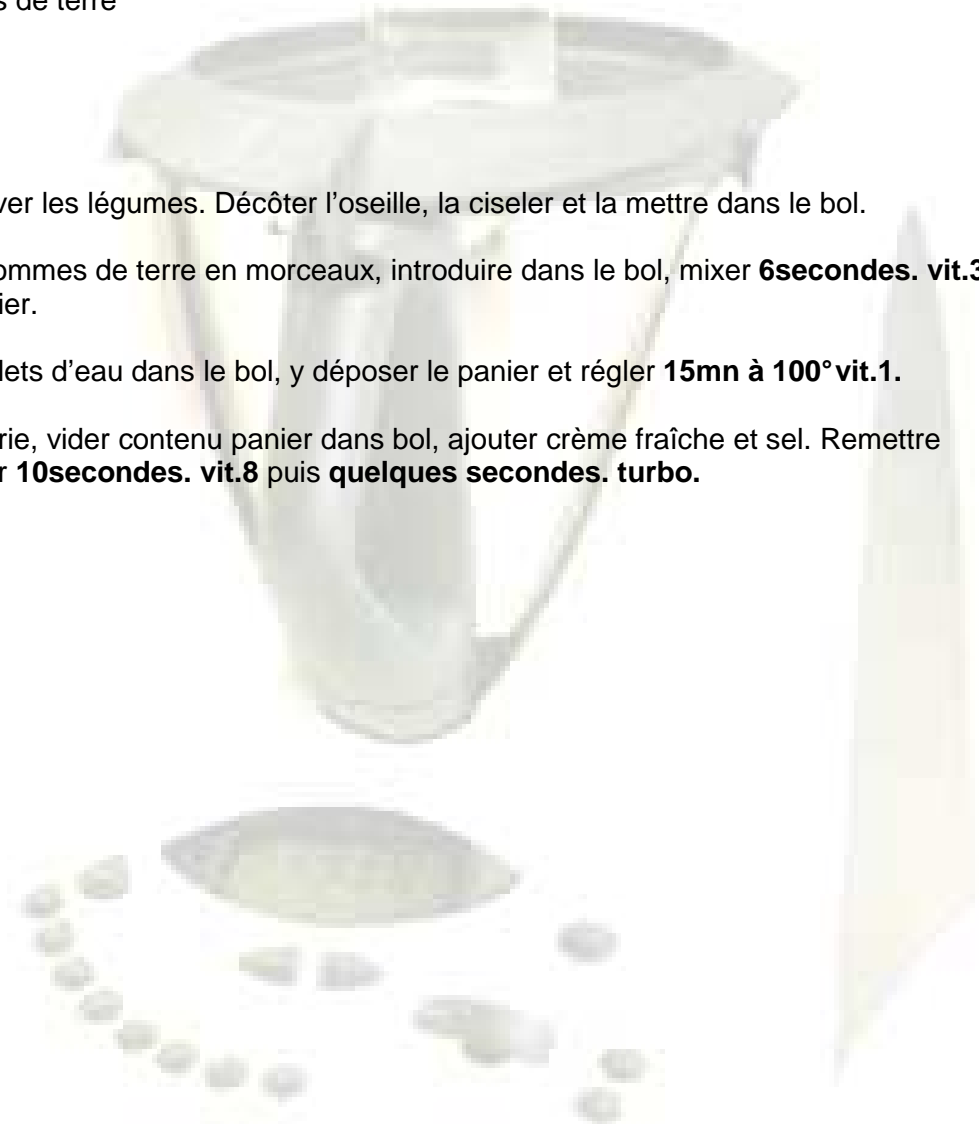 s de terre
ver les légumes. Décôter l’oseille, la ciseler et la mettre dans le bol.
ommes de terre en morceaux, introduire dans le bol, mixer 6secondes. vit.3
ier.
lets d’eau dans le bol, y déposer le panier et régler 15mn à 100°vit.1.
rie, vider contenu panier dans bol, ajouter crème fraîche et sel. Remettre
r 10secondes. vit.8 puis quelques secondes. turbo.